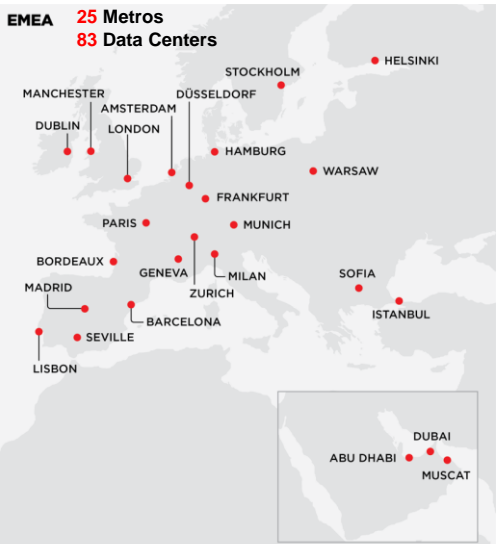 EMEA
25 Metros
83 Data Centers
HELSINKI
STOCKHOLM
MANCHESTER
DÜSSELDORF
AMSTERDAM
DUBLIN
LONDON
HAMBURG
WARSAW
FRANKFURT
PARIS
MUNICH
BORDEAUX
GENEVA
MILAN
SOFIA
MADRID
ZURICH
ISTANBUL
BARCELONA
SEVILLE
LISBON
DUBAI
ABU DHABI
MUSCAT